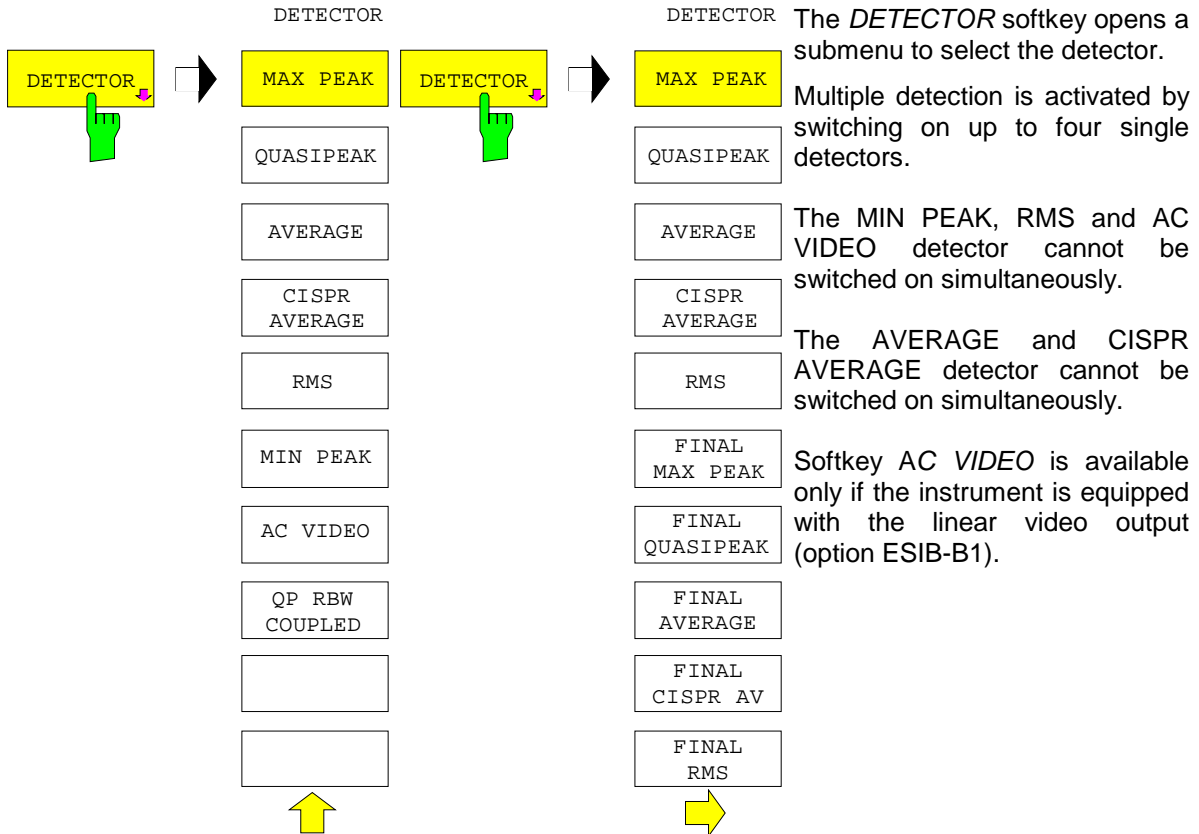 DETECTOR
DETECTOR
MAX PEAK
QUASIPEAK
AVERAGE
CISPR
AVERAGE
RMS
MIN PEAK
AC VIDEO
QP RBW
COUPLED
DETECTOR
DETECTOR
MAX PEAK
QUASIPEAK
AVERAGE
CISPR
AVERAGE
RMS
FINAL
MAX PEAK
FINAL
QUASIPEAK
FINAL
AVERAGE
FINAL
CISPR AV
FINAL
RMS
The DETECTOR softkey opens a
submenu to select the detector.
Multiple detection is activated by
switching on up to four single
detectors.
The MIN PEAK, RMS and AC
VIDEO detector cannot be
switched on simultaneously.
The AVERAGE and CISPR
AVERAGE detector cannot be
switched on simultaneously.
Softkey AC VIDEO is available
only if the instrument is equipped
with the linear video output
(option ESIB-B1).